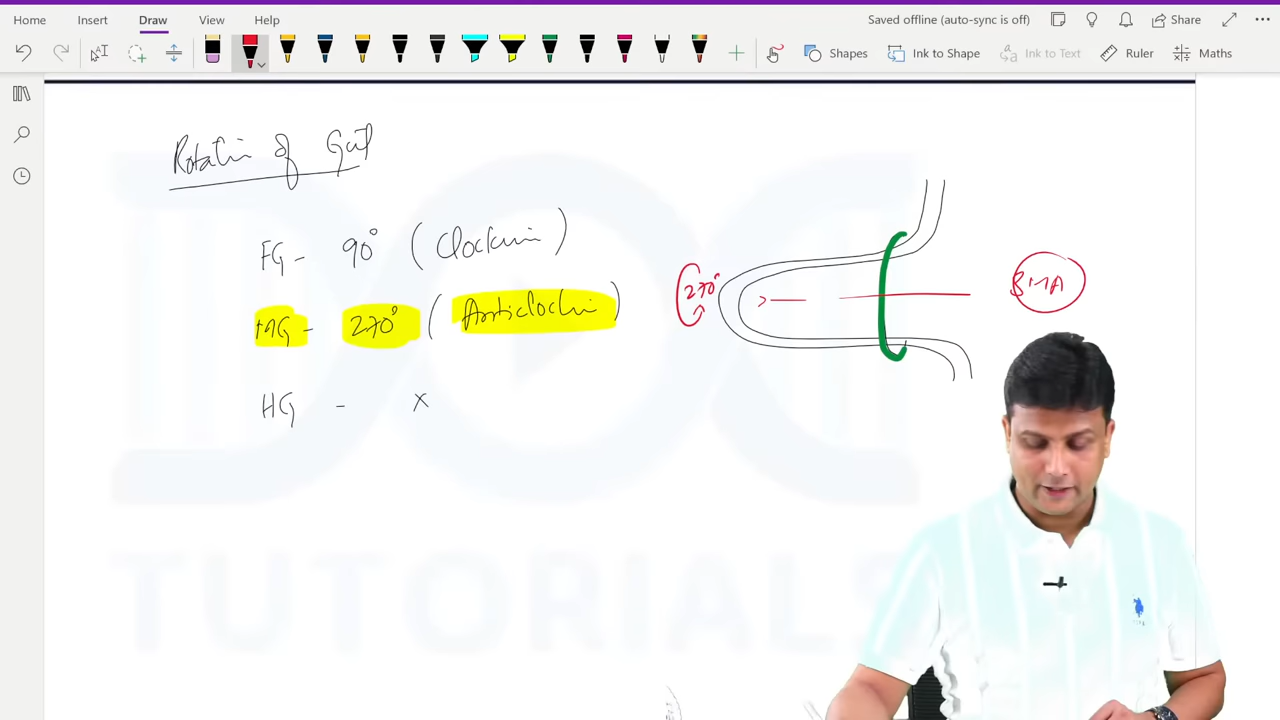 Home Insert Draw View Help
Saved offline (auto-sync is off) Share
Shapes Ink to Shape Ink to Text Ruler Maths
Rotation of Gut
FG - 90° (Clockwise)
MG - 270° (Anticlockwise)
HG - X
270°
SMA
TUTORIALS